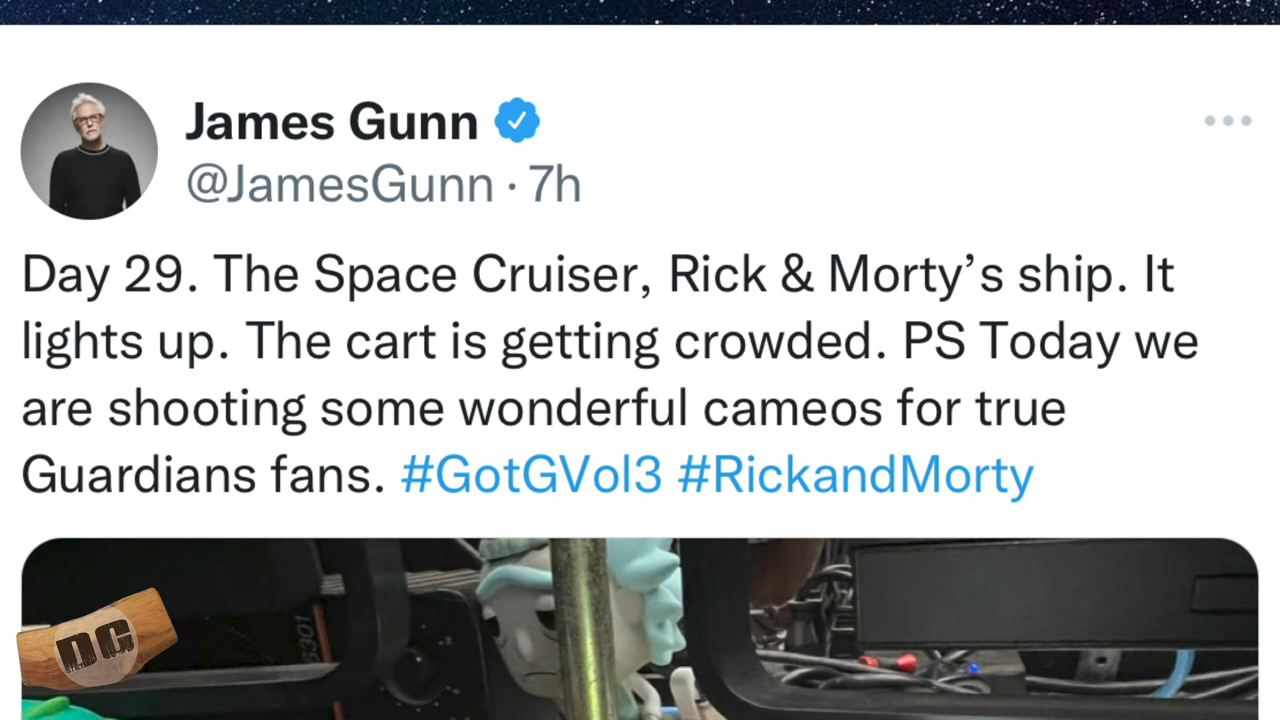 James Gunn
@JamesGunn · 7h
Day 29. The Space Cruiser, Rick & Morty’s ship. It
lights up. The cart is getting crowded. PS Today we
are shooting some wonderful cameos for true
Guardians fans. #GotGVol3 #RickandMorty
DG